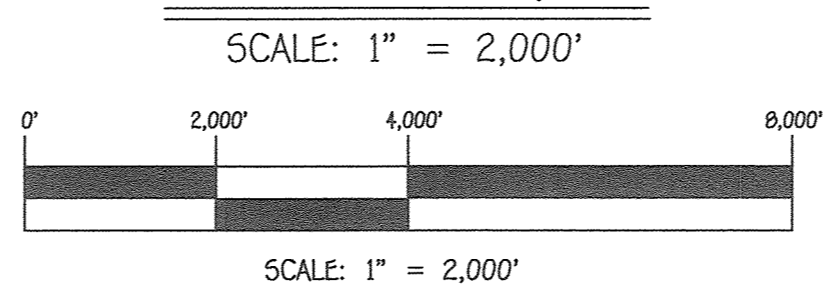 SCALE: 1” = 2,000’
0’ 2,000’ 4,000’ 8,000’
SCALE: 1” = 2,000’